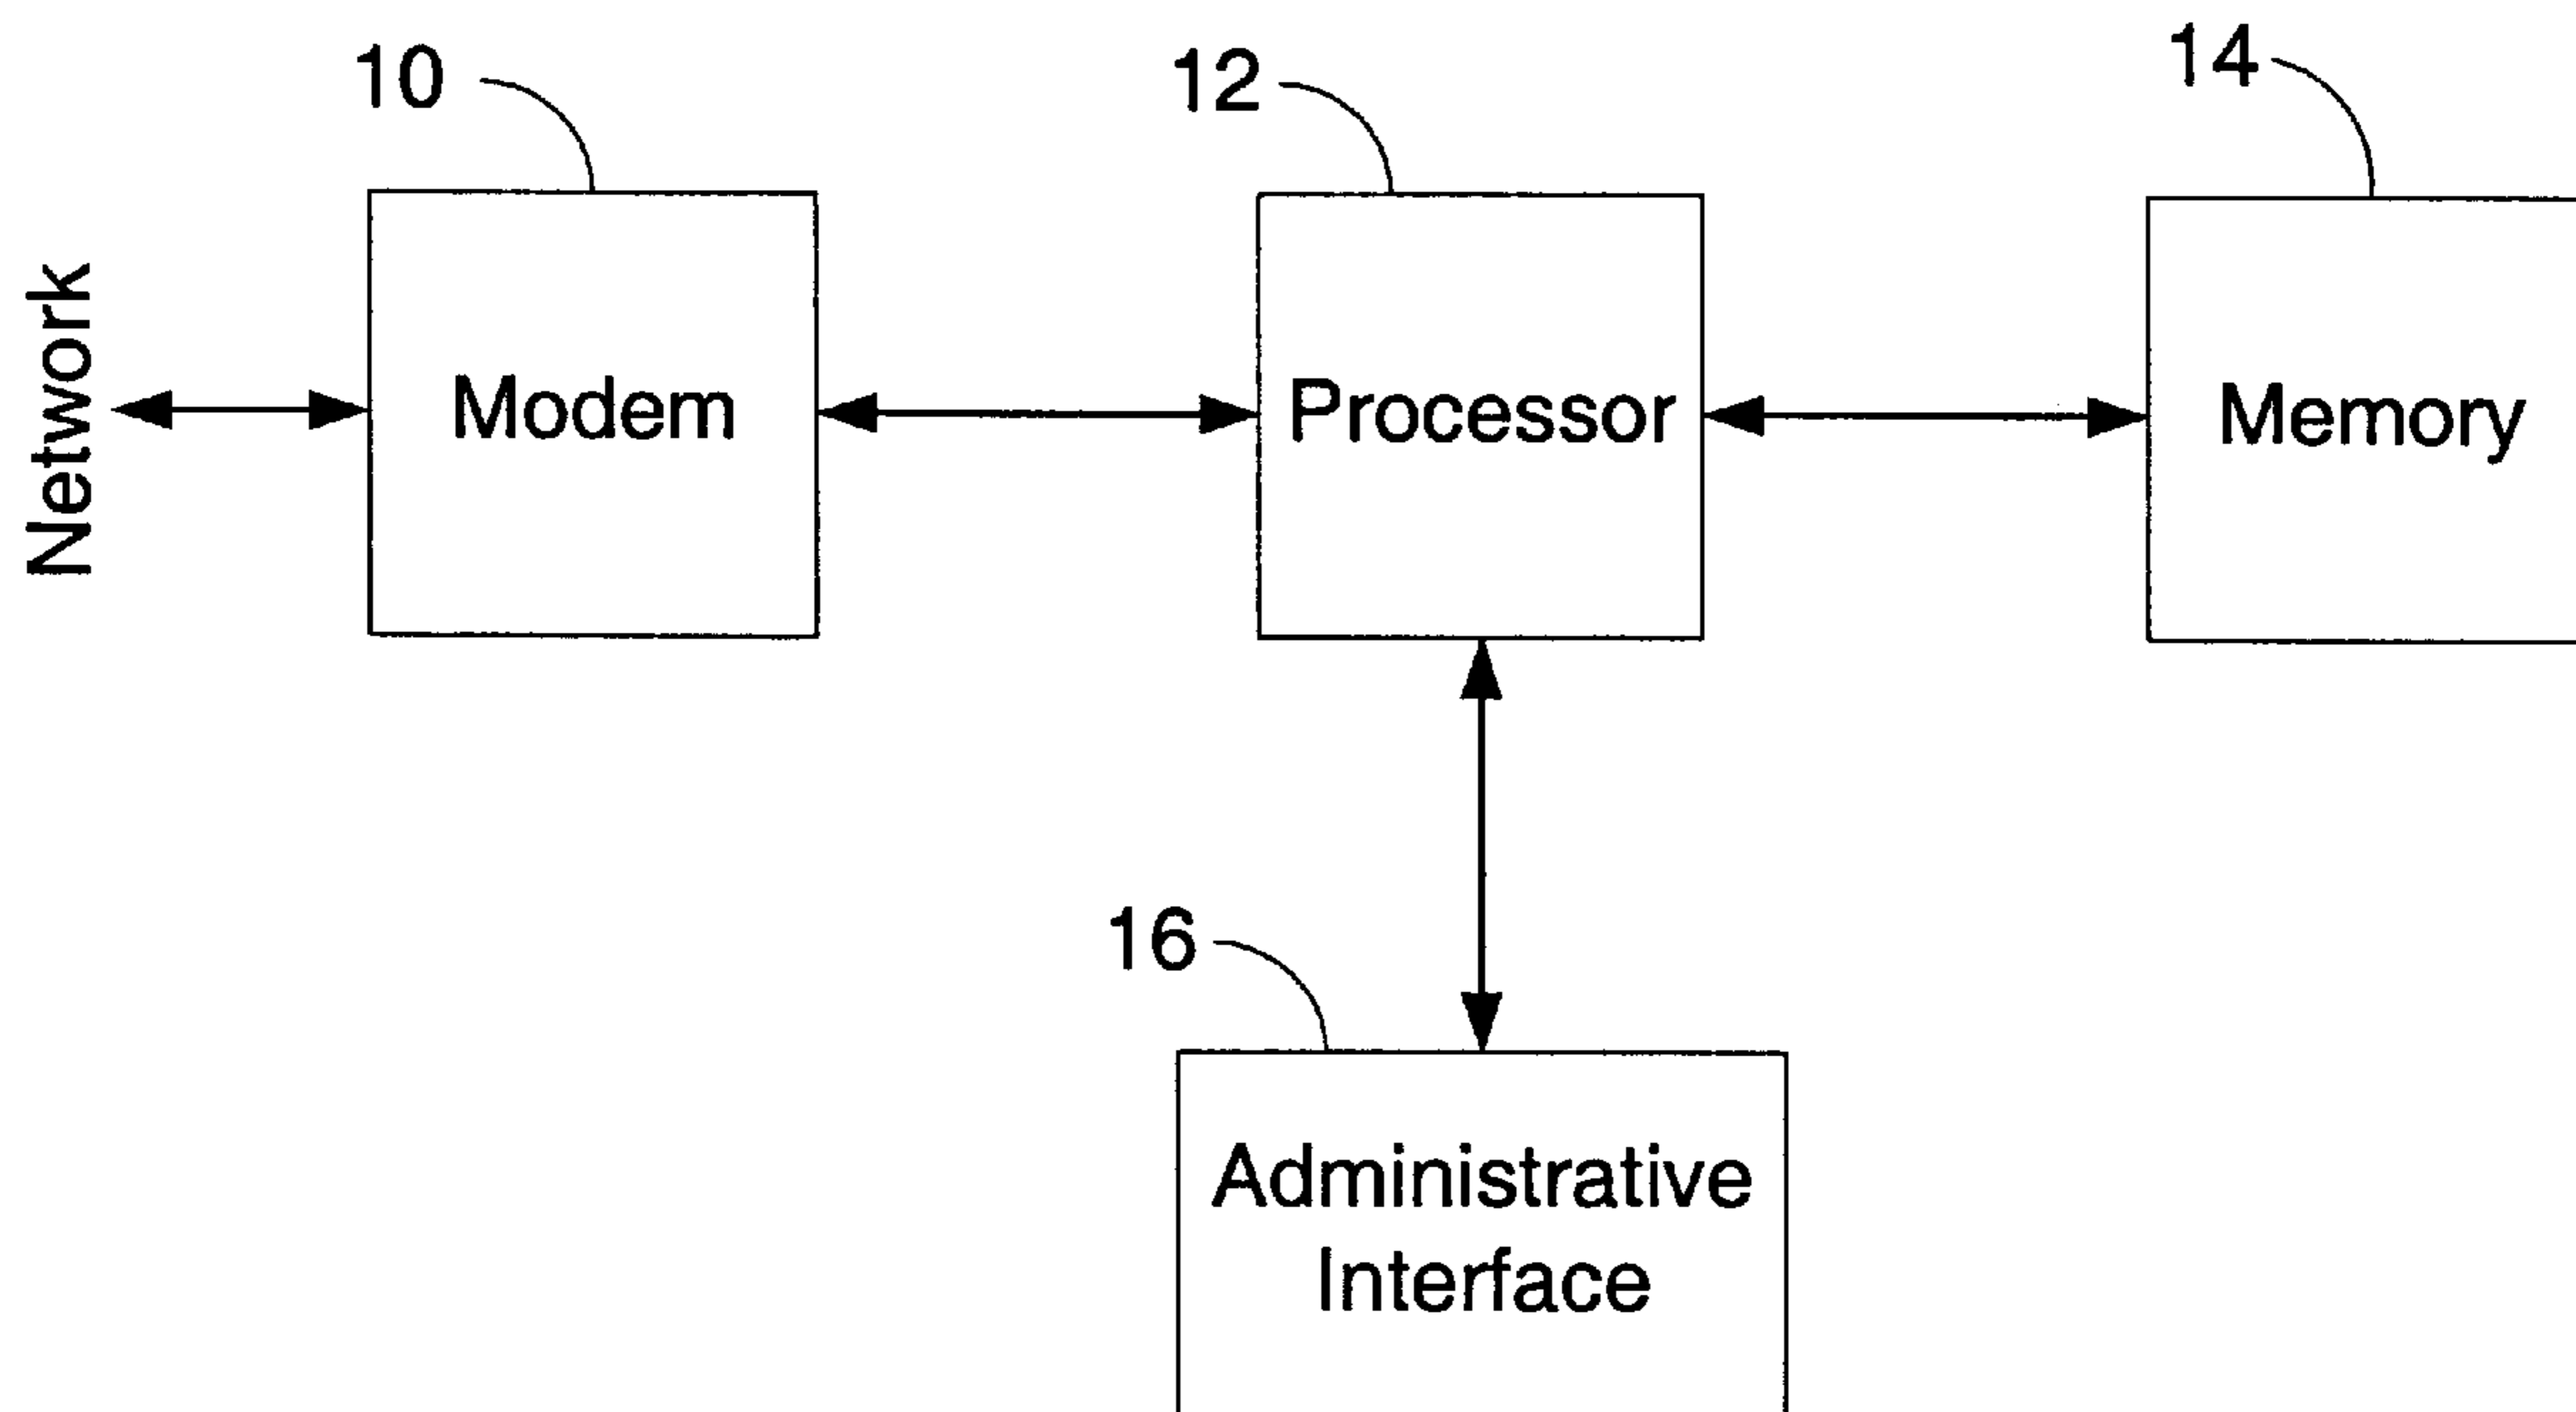 10
12
14
Network
Modem
Processor
Memory
16
Administrative
Interface